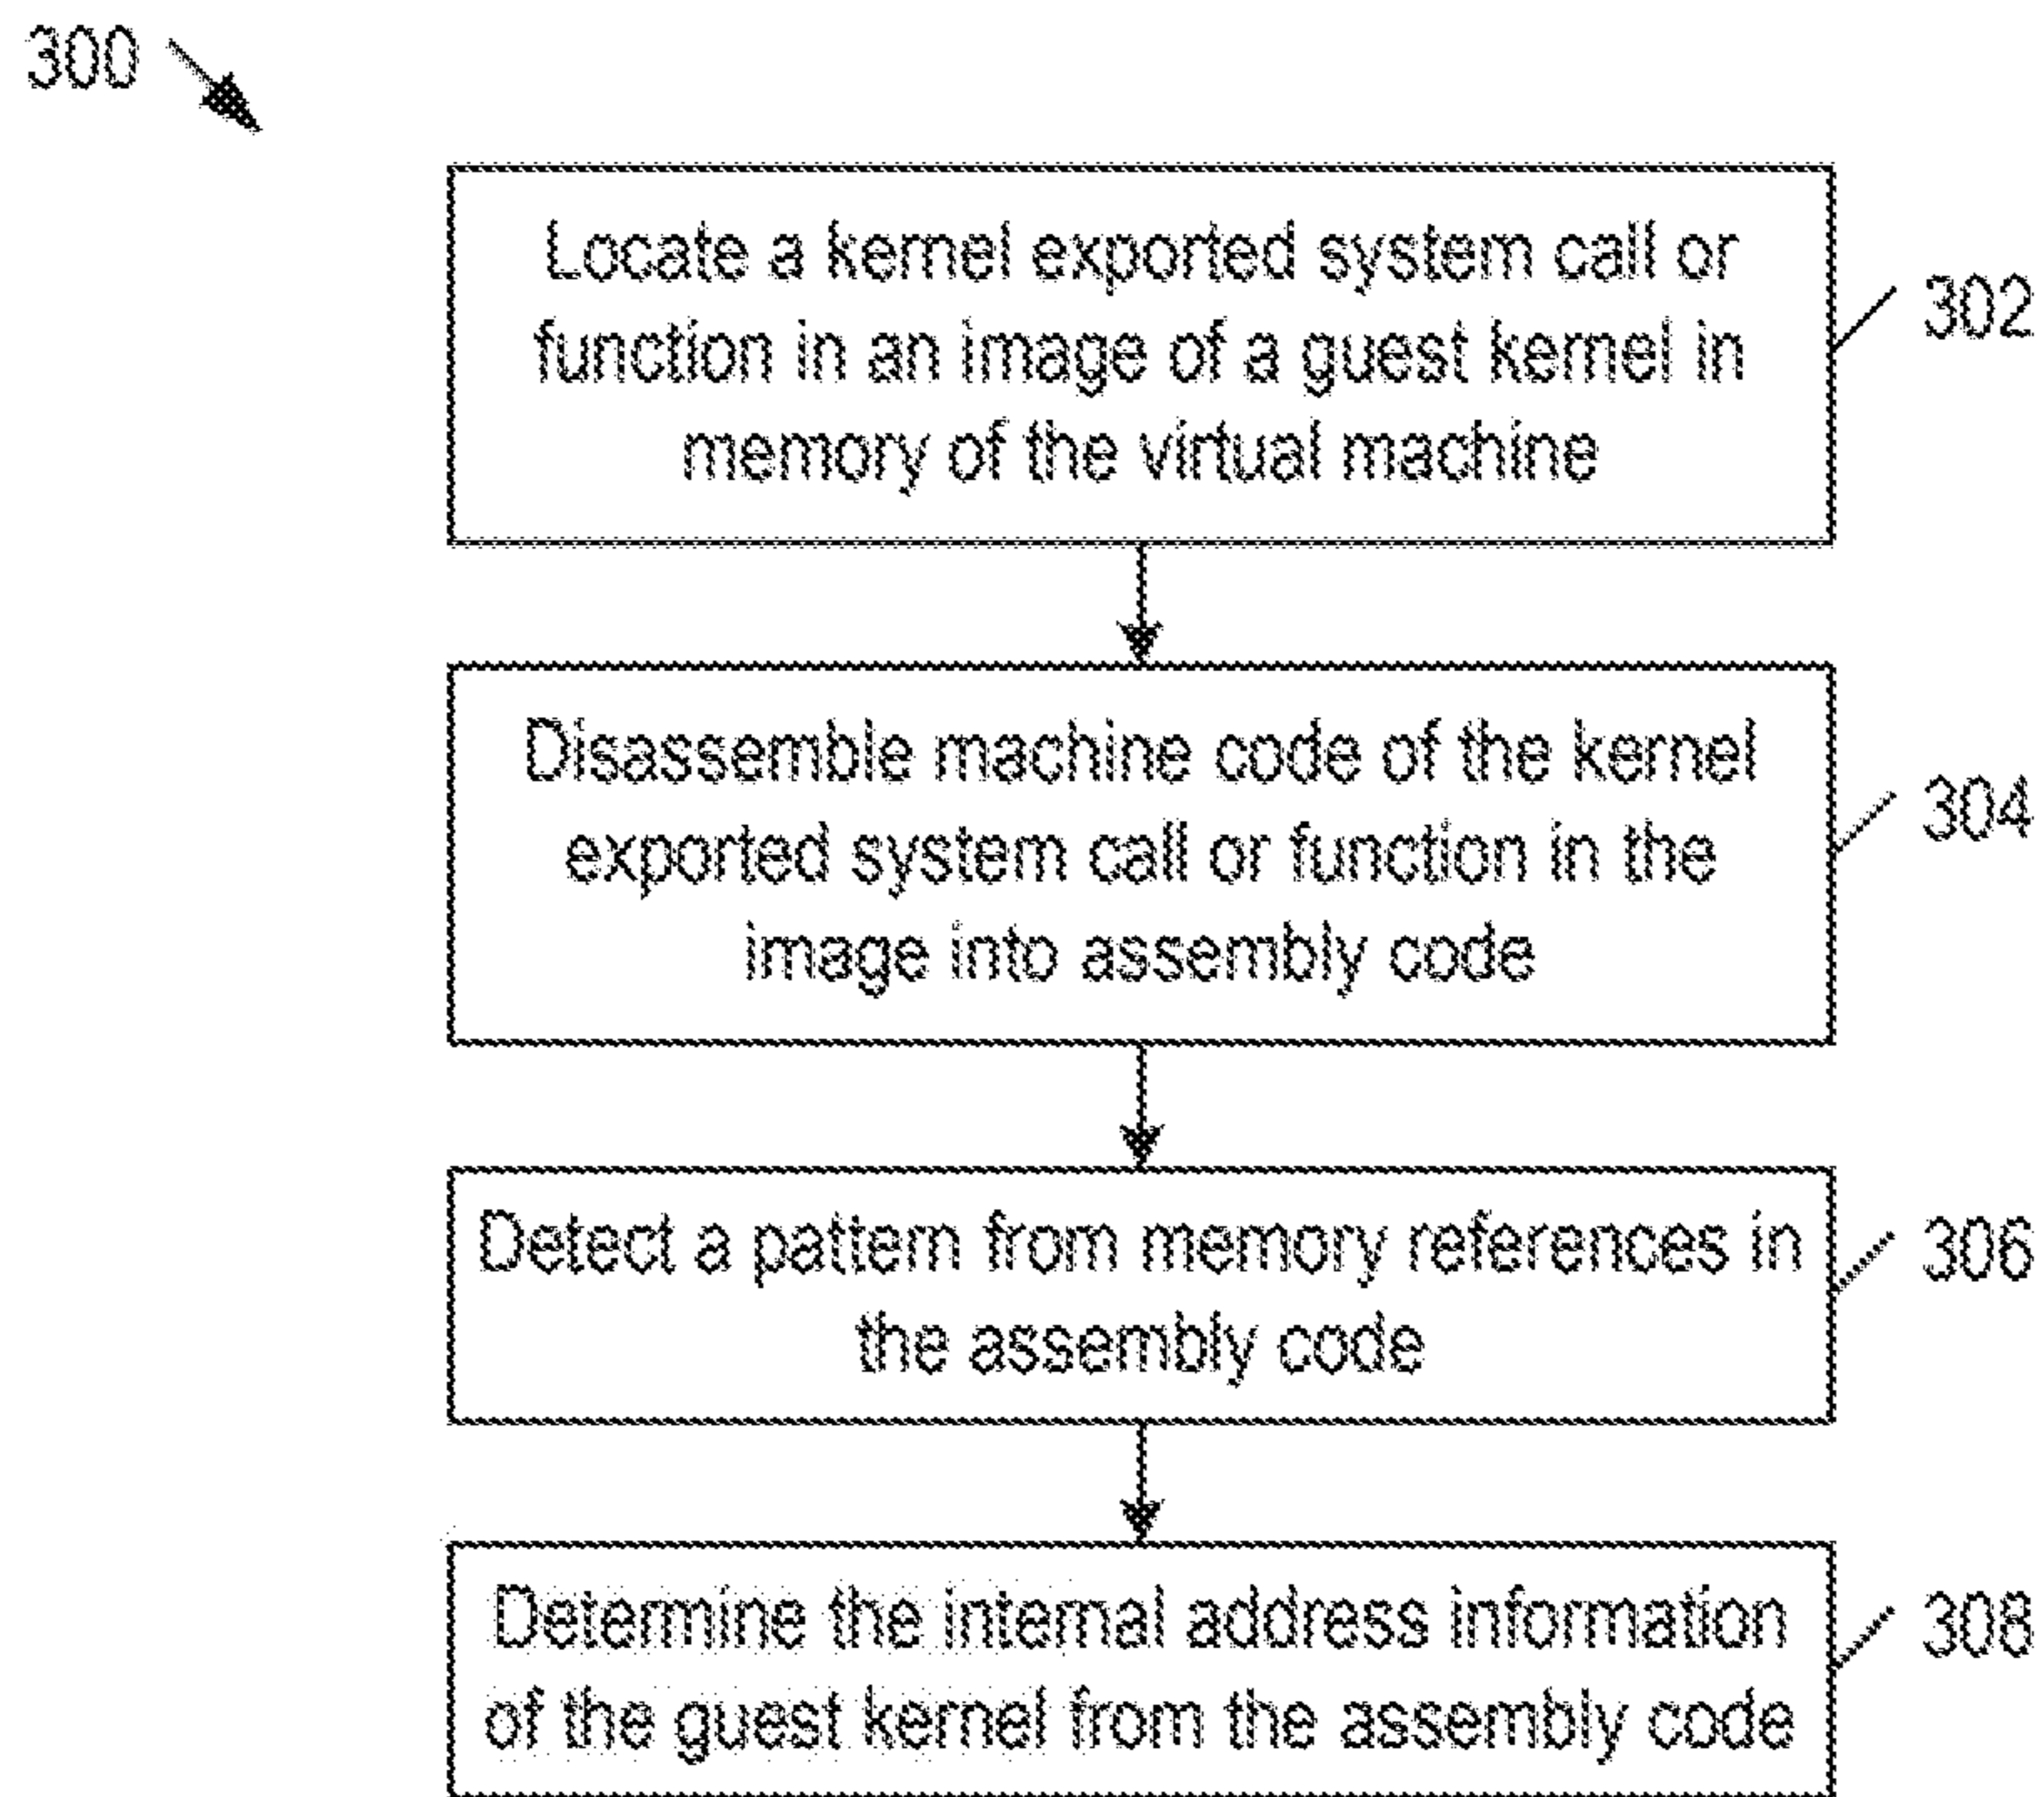 300
Locate a kernel exported system call or
function in an image of a guest kernel in
memory of the virtual machine
302
Disassemble machine code of the kernel
exported system call or function in the
image into assembly code
304
Detect a pattern from memory references in
the assembly code
306
Determine the internal address information
of the guest kernel from the assembly code
308